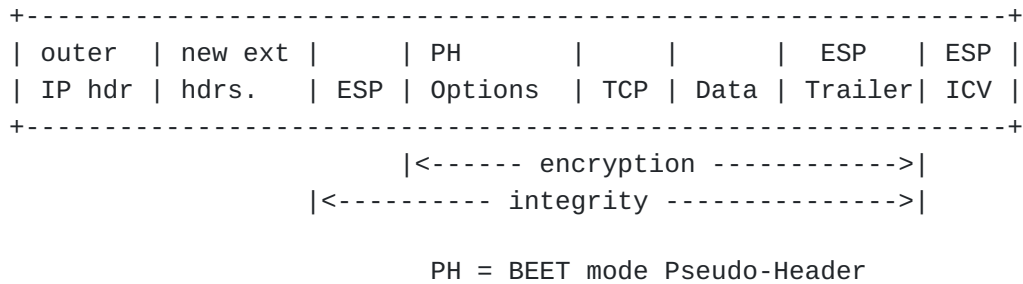 +-----------------------------------------------------------------+
| outer  | new ext |     | PH         |     |      |  ESP   | ESP |
| IP hdr | hdrs.   | ESP | Options  | TCP | Data | Trailer| ICV |
+-----------------------------------------------------------------+
|<------ encryption ------------>|
|<---------- integrity --------------->|
PH = BEET mode Pseudo-Header